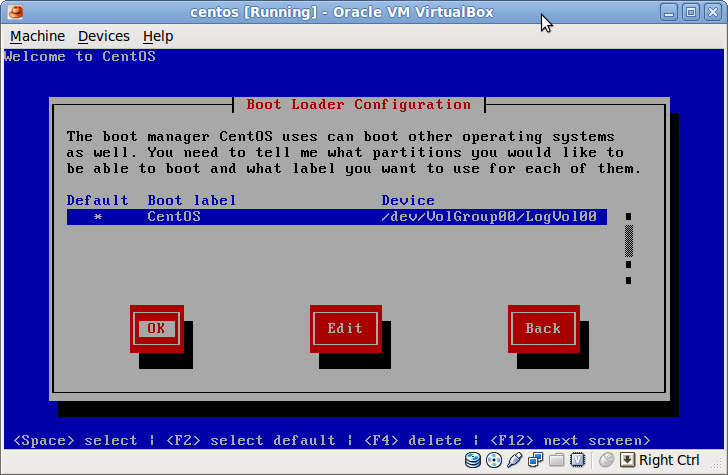 centos [Running] - Oracle VM VirtualBox
Machine Devices Help
Welcome to CentOS
Boot Loader Configuration
The boot manager CentOS uses can boot other operating systems
as well. You need to tell me what partitions you would like to
be able to boot and what label you want to use for each of them.
Default Boot label Device
* CentOS /dev/VolGroup00/LogVol00
OK Edit Back
<Space> select | <F2> select default | <F4> delete | <F12> next screen>
Right Ctrl